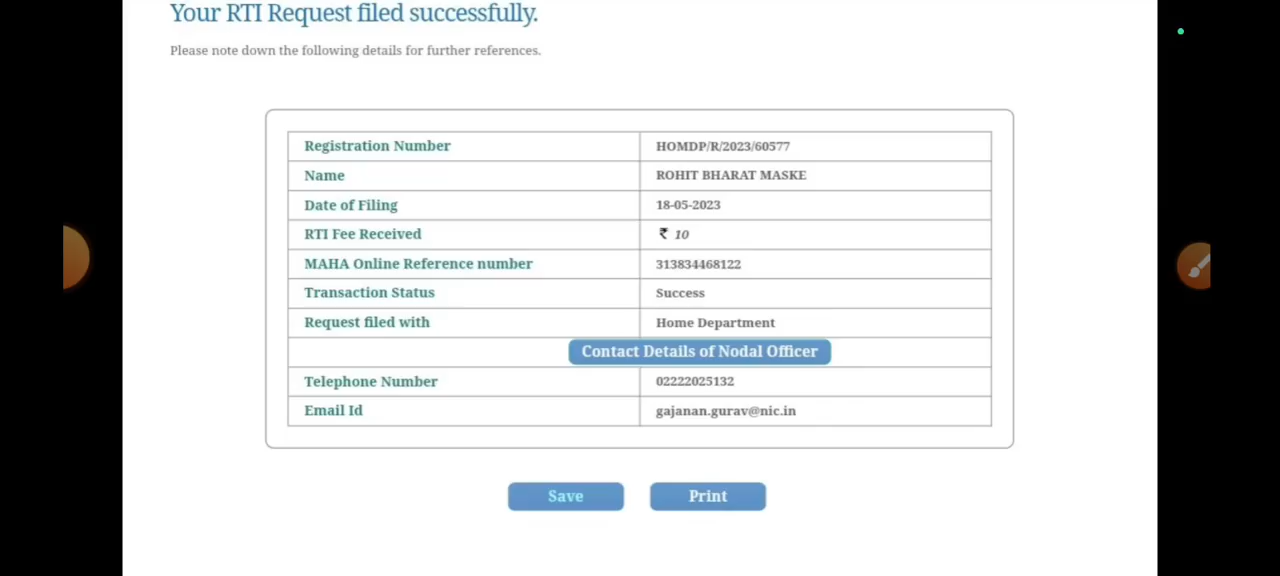 Your RTI Request filed successfully.
Please note down the following details for further references.
Registration Number HOMDP/R/2023/60577
Name ROHIT BHARAT MASKE
Date of Filing 18-05-2023
RTI Fee Received ₹ 10
MAHA Online Reference number 313834468122
Transaction Status Success
Request filed with Home Department
Contact Details of Nodal Officer
Telephone Number 02222025132
Email Id gajanan.gurav@nic.in
Save Print